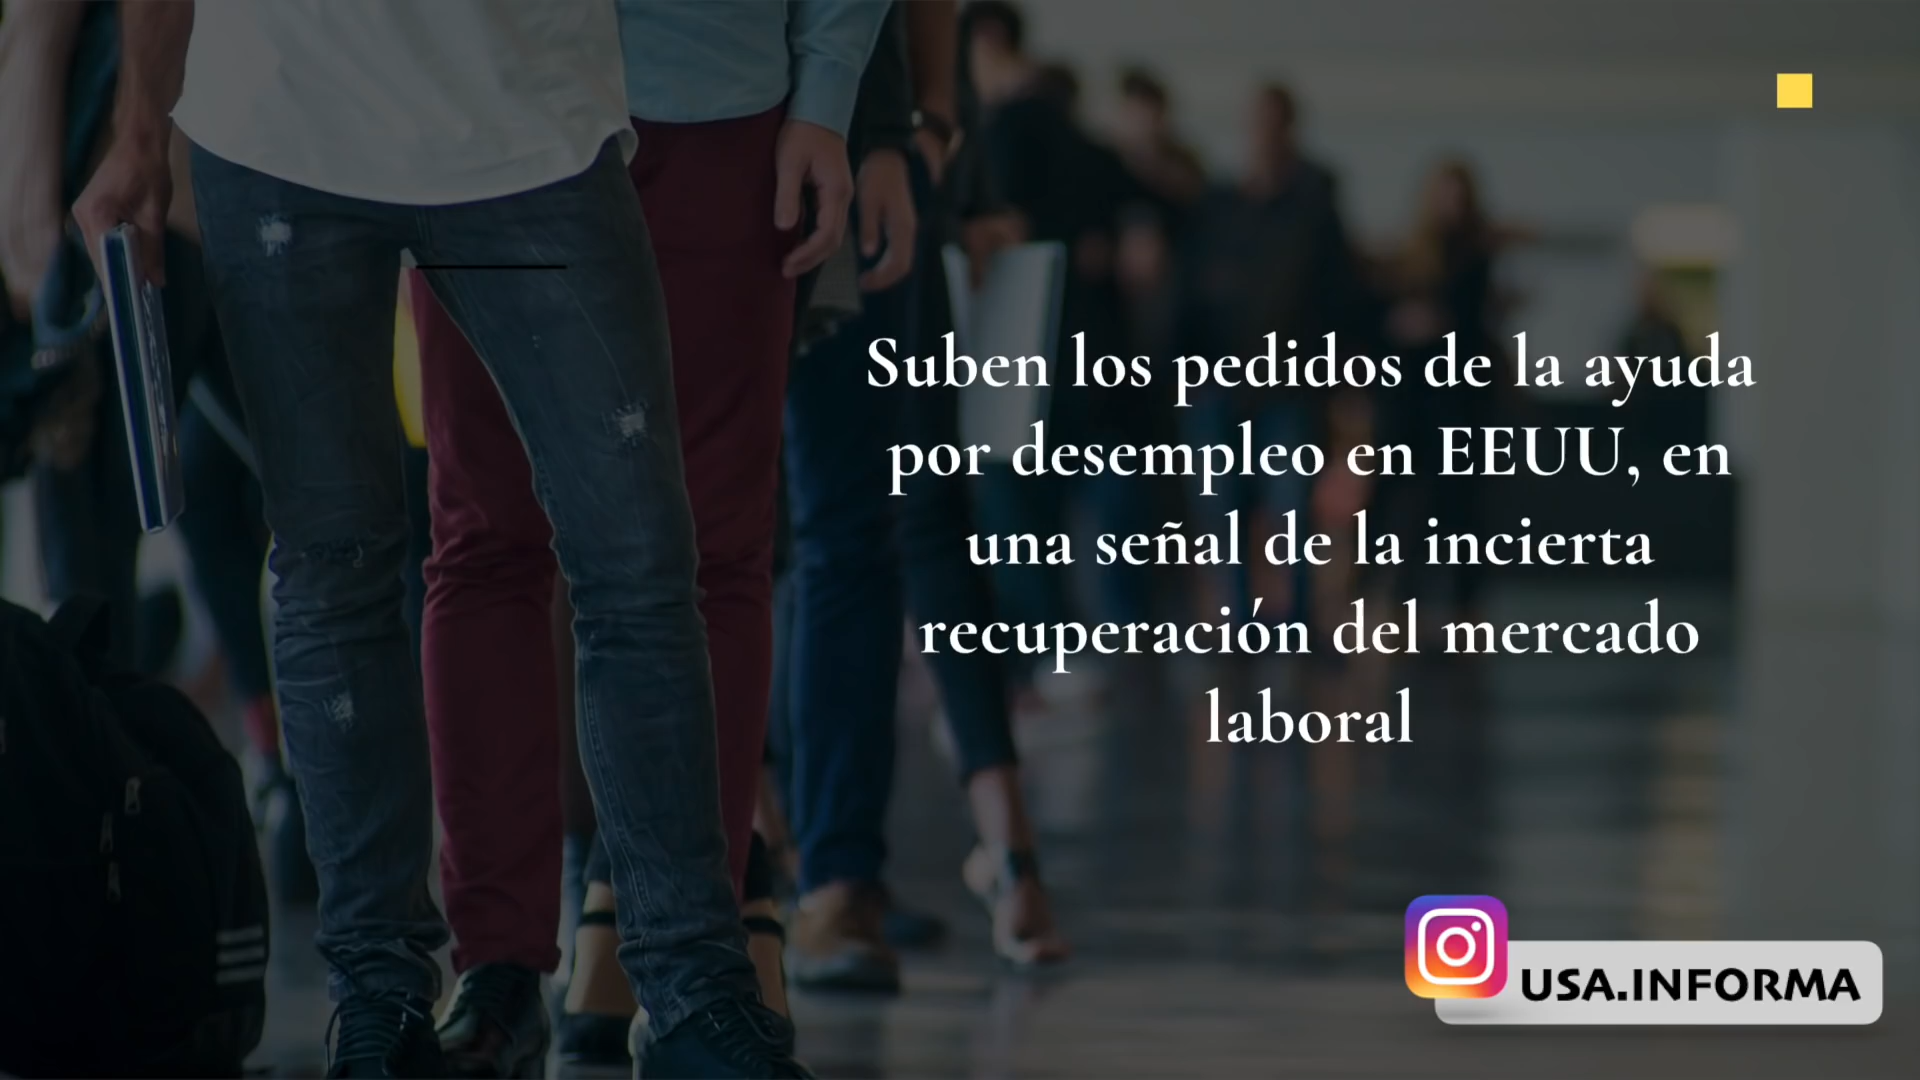 Suben los pedidos de la ayuda
por desempleo en EEUU, en
una señal de la incierta
recuperación del mercado
laboral
USA.INFORMA